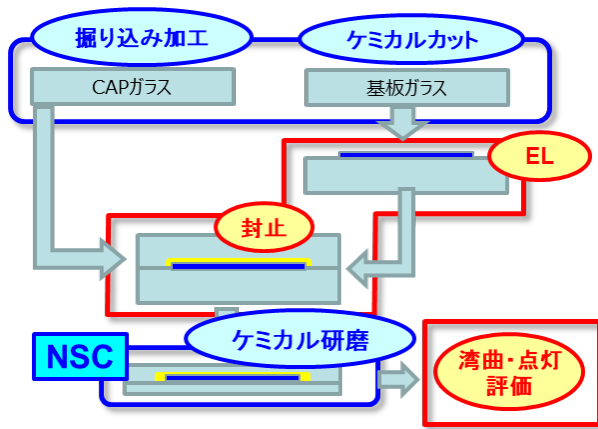 掘り込み加工
ケミカルカット
CAPガラス
基板ガラス
EL
封止
ケミカル研磨
NSC
湾曲・点灯
評価